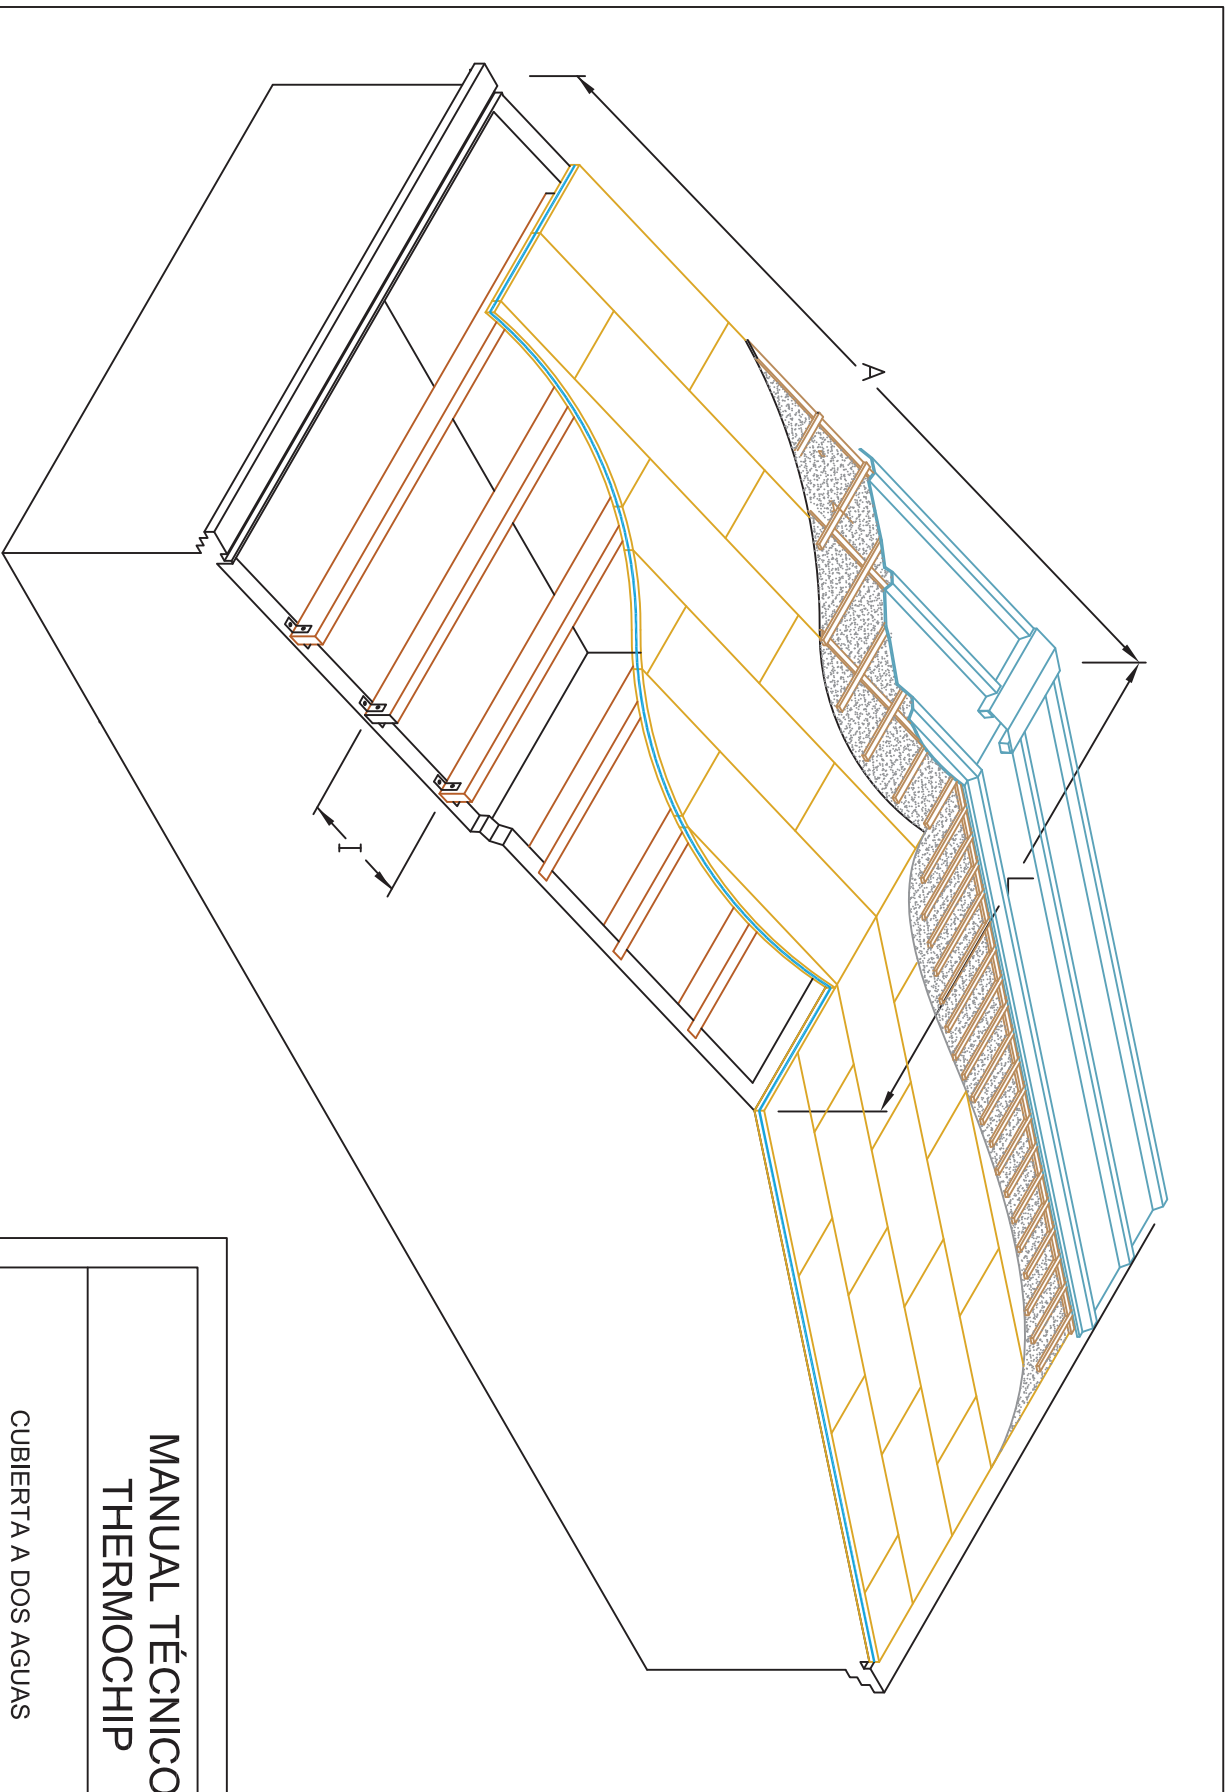 A
L
I
MANUAL TÉCNICO
THERMOCHIP
CUBIERTA A DOS AGUAS